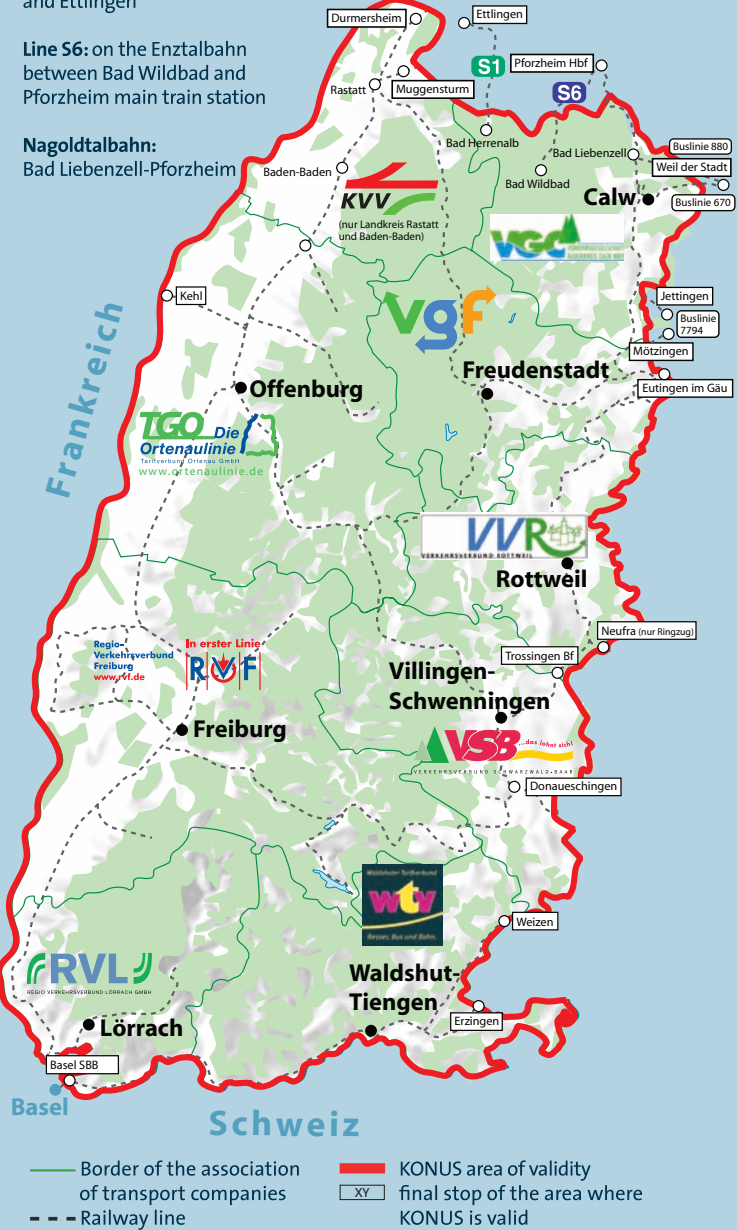 and Ettlingen
Line S6: on the Enztalbahn
between Bad Wildbad and
Pforzheim main train station
Nagoldtalbahn:
Bad Liebenzell-Pforzheim
Durmersheim
Ettlingen
S1
Pforzheim Hbf
S6
Rastatt
Muggensturm
Bad Herrenalb
Bad Liebenzell
Buslinie 880
Weil der Stadt
Baden-Baden
Bad Wildbad
Calw
Buslinie 670
KVV
(nur Landkreis Rastatt
und Baden-Baden)
VGC
Kehl
Jettingen
Buslinie
7794
vgf
Mötzingen
Frankreich
Freudenstadt
Eutingen im Gäu
Offenburg
TGO Die
Ortenaulinie
Tarifverbund Ortenau GmbH
www.ortenaulinie.de
VVR
VERKEHRSVERBUND ROTTWEIL
Rottweil
Neufra (nur Ringzug)
Regio-
Verkehrsverbund
Freiburg
www.rvf.de
In erster Linie
RVF
Trossingen Bf
Villingen-
Schwenningen
Freiburg
VSB ...das lohnt sich!
VERKEHRSVERBUND SCHWARZWALD-BAAR
Donaueschingen
Waldshuter Tarifverbund
wtv
Besser, Bus und Bahn.
Weizen
RVL
REGIO VERKEHRSVERBUND LÖRRACH GMBH
Waldshut-
Tiengen
Erzingen
Lörrach
Basel SBB
Basel
Schweiz
Border of the association
of transport companies
Railway line
KONUS area of validity
XY final stop of the area where
KONUS is valid